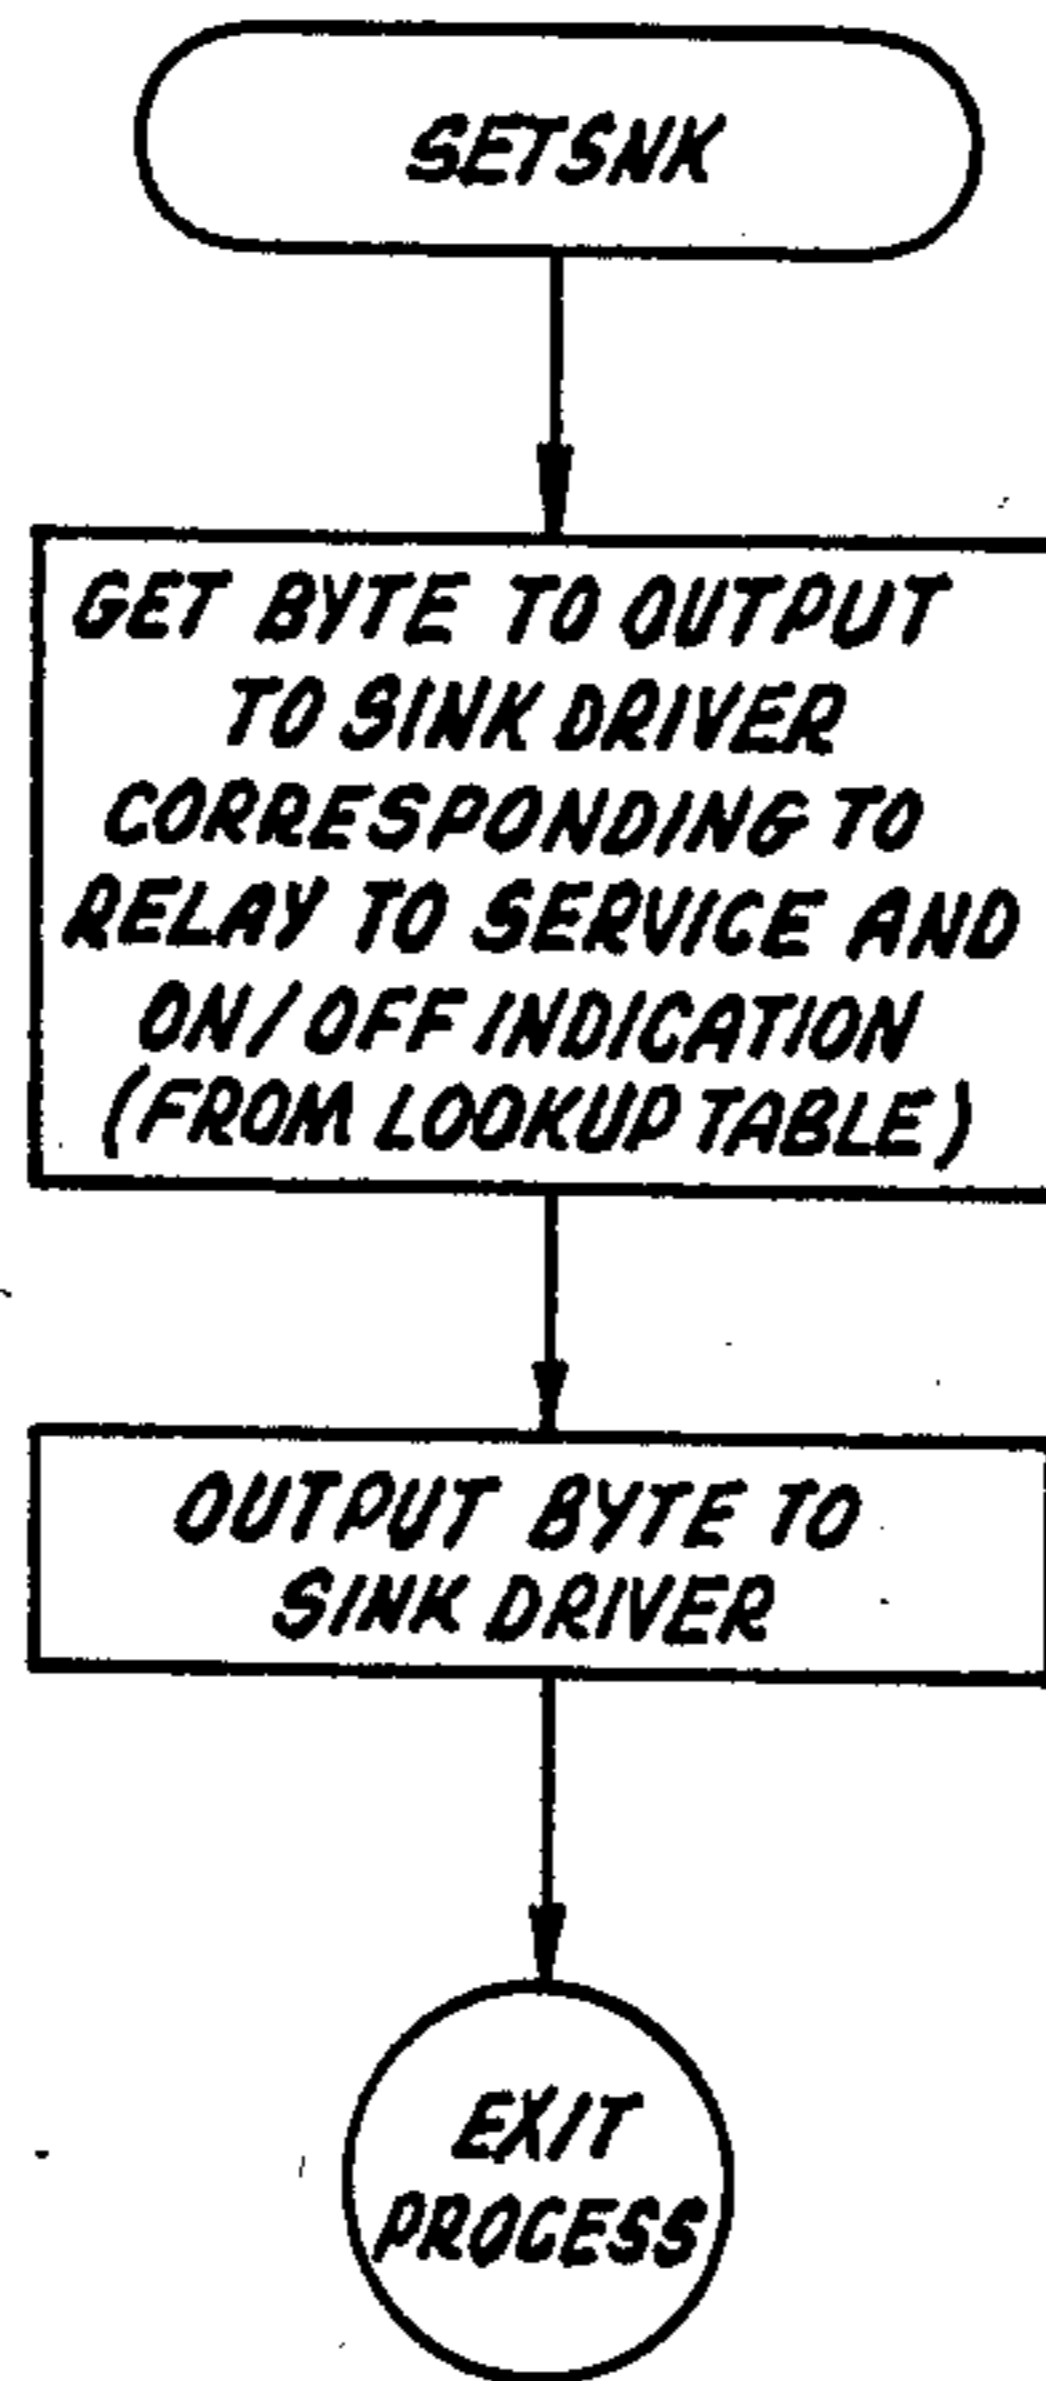 SETSNK
GET BYTE TO OUTPUT
TO SINK DRIVER
CORRESPONDING TO
RELAY TO SERVICE AND
ON/OFF INDICATION
(FROM LOOKUP TABLE)
OUTPUT BYTE TO
SINK DRIVER
EXIT
PROCESS